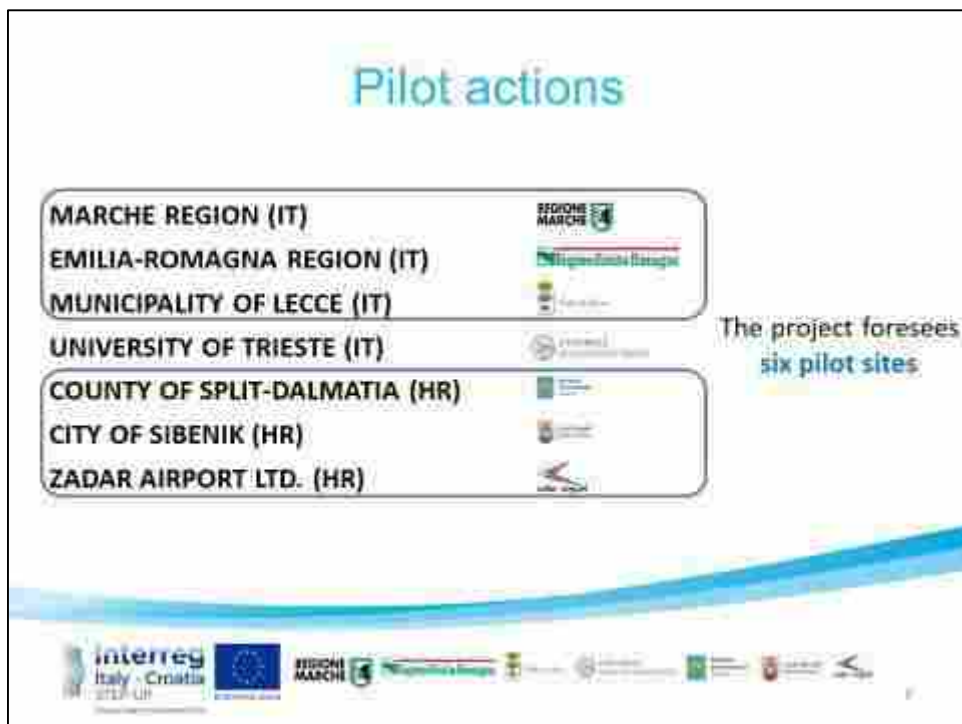 Pilot actions
MARCHE REGION (IT)
REGIONE
MARCHE
EMILIA-ROMAGNA REGION (IT)
MUNICIPALITY OF LECCE (IT)
UNIVERSITY OF TRIESTE (IT)
COUNTY OF SPLIT-DALMATIA (HR)
CITY OF SIBENIK (HR)
ZADAR AIRPORT LTD. (HR)
The project foresees
six pilot sites
Interreg
Italy - Croatia
REGIONE
MARCHE